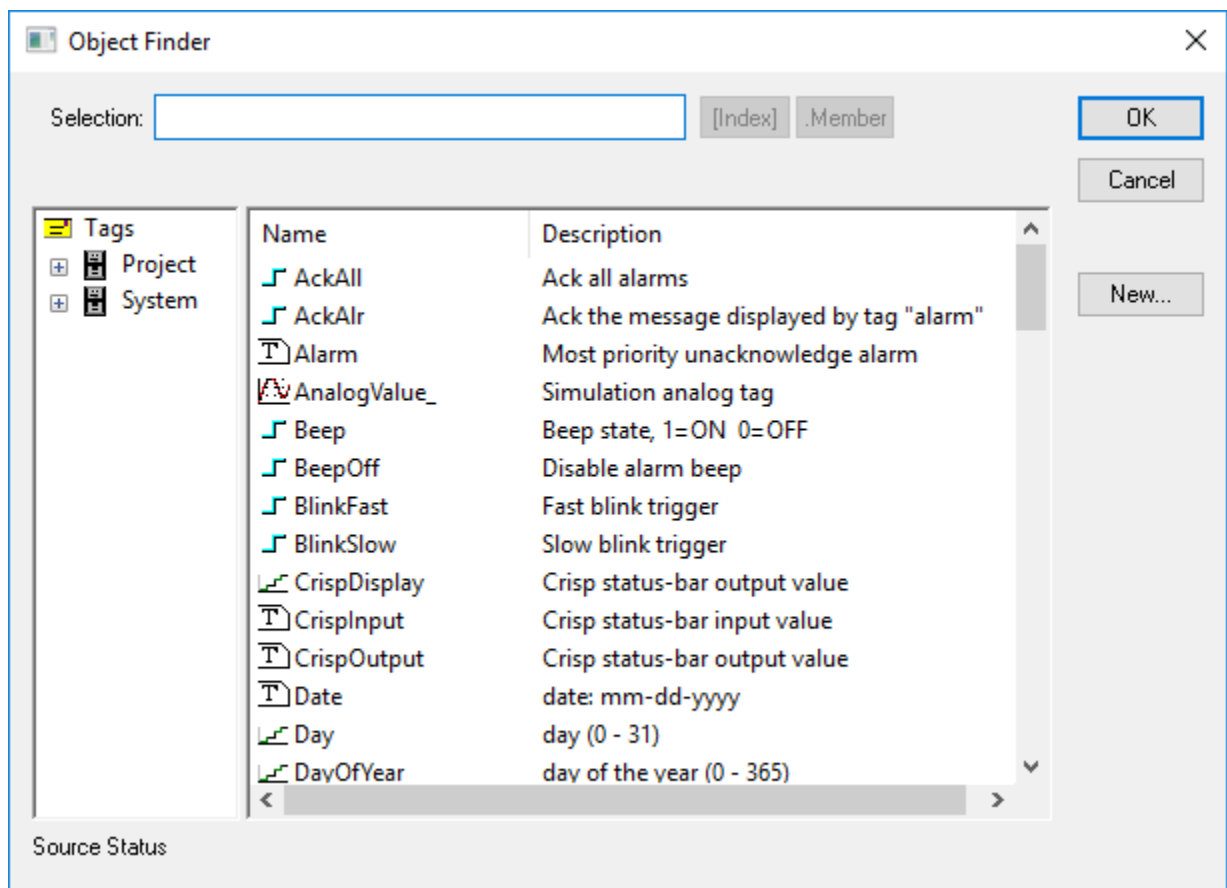 Object Finder
Selection: [Index] .Member OK
Cancel
New...
Tags
Project
System
Name Description
AckAll Ack all alarms
AckAlr Ack the message displayed by tag "alarm"
T Alarm Most priority unacknowledge alarm
AnalogValue_ Simulation analog tag
Beep Beep state, 1=ON 0=OFF
BeepOff Disable alarm beep
BlinkFast Fast blink trigger
BlinkSlow Slow blink trigger
CrispDisplay Crisp status-bar output value
T CrispInput Crisp status-bar input value
T CrispOutput Crisp status-bar output value
T Date date: mm-dd-yyyy
Day day (0 - 31)
DayOfYear day of the year (0 - 365)
Source Status